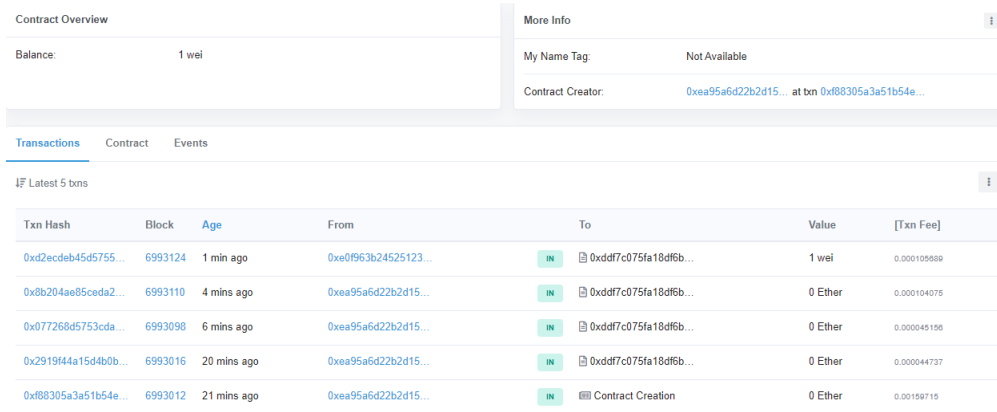 Contract Overview
Balance: 1 wei
More Info
My Name Tag: Not Available
Contract Creator: 0xea95a6d22b2d15... at txn 0xf88305a3a51b54e...
Transactions Contract Events
Latest 5 txns
Txn Hash Block Age From To Value [Txn Fee]
0xd2ecdeb45d5755... 6993124 1 min ago 0xe0f963b24525123... IN 0xddf7c075fa18df6b... 1 wei 0.000105689
0x8b204ae85ceda2... 6993110 4 mins ago 0xea95a6d22b2d15... IN 0xddf7c075fa18df6b... 0 Ether 0.000104075
0x077268d5753cda... 6993098 6 mins ago 0xea95a6d22b2d15... IN 0xddf7c075fa18df6b... 0 Ether 0.000045156
0x2919f44a15d4b0b... 6993016 20 mins ago 0xea95a6d22b2d15... IN 0xddf7c075fa18df6b... 0 Ether 0.000044737
0xf88305a3a51b54e... 6993012 21 mins ago 0xea95a6d22b2d15... IN Contract Creation 0 Ether 0.00159715